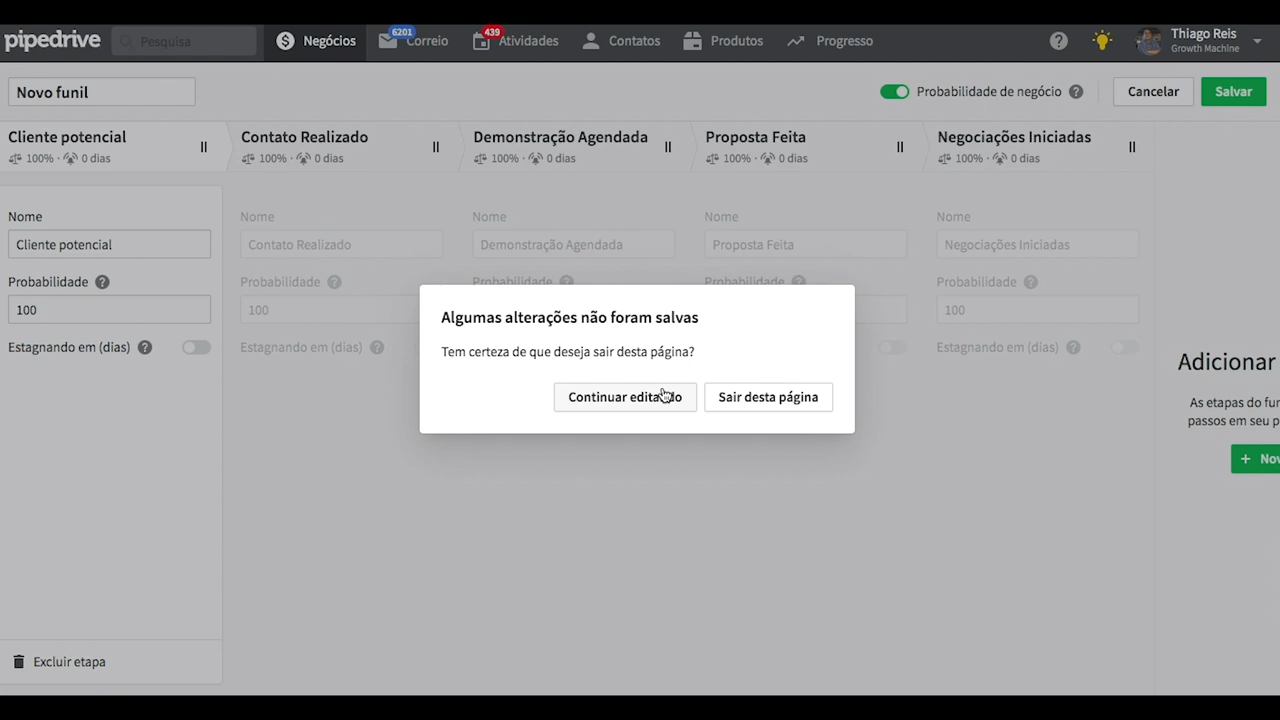 pipedrive
Pesquisa
Negócios
6201
Correio
439
Atividades
Contatos
Produtos
Progresso
?
Thiago Reis
Growth Machine
Novo funil
Probabilidade de negócio ?
Cancelar
Salvar
Cliente potencial
100% · 0 dias
Contato Realizado
100% · 0 dias
Demonstração Agendada
100% · 0 dias
Proposta Feita
100% · 0 dias
Negociações Iniciadas
100% · 0 dias
Nome
Cliente potencial
Probabilidade ?
100
Estagnando em (dias) ?
Excluir etapa
Nome
Contato Realizado
Probabilidade ?
100
Estagnando em (dias) ?
Nome
Demonstração Agendada
Probabilidade ?
Nome
Proposta Feita
Probabilidade ?
Nome
Negociações Iniciadas
Probabilidade ?
100
Estagnando em (dias) ?
Algumas alterações não foram salvas
Tem certeza de que deseja sair desta página?
Continuar editando
Sair desta página
Adicionar
As etapas do fun
passos em seu p
+ Nov